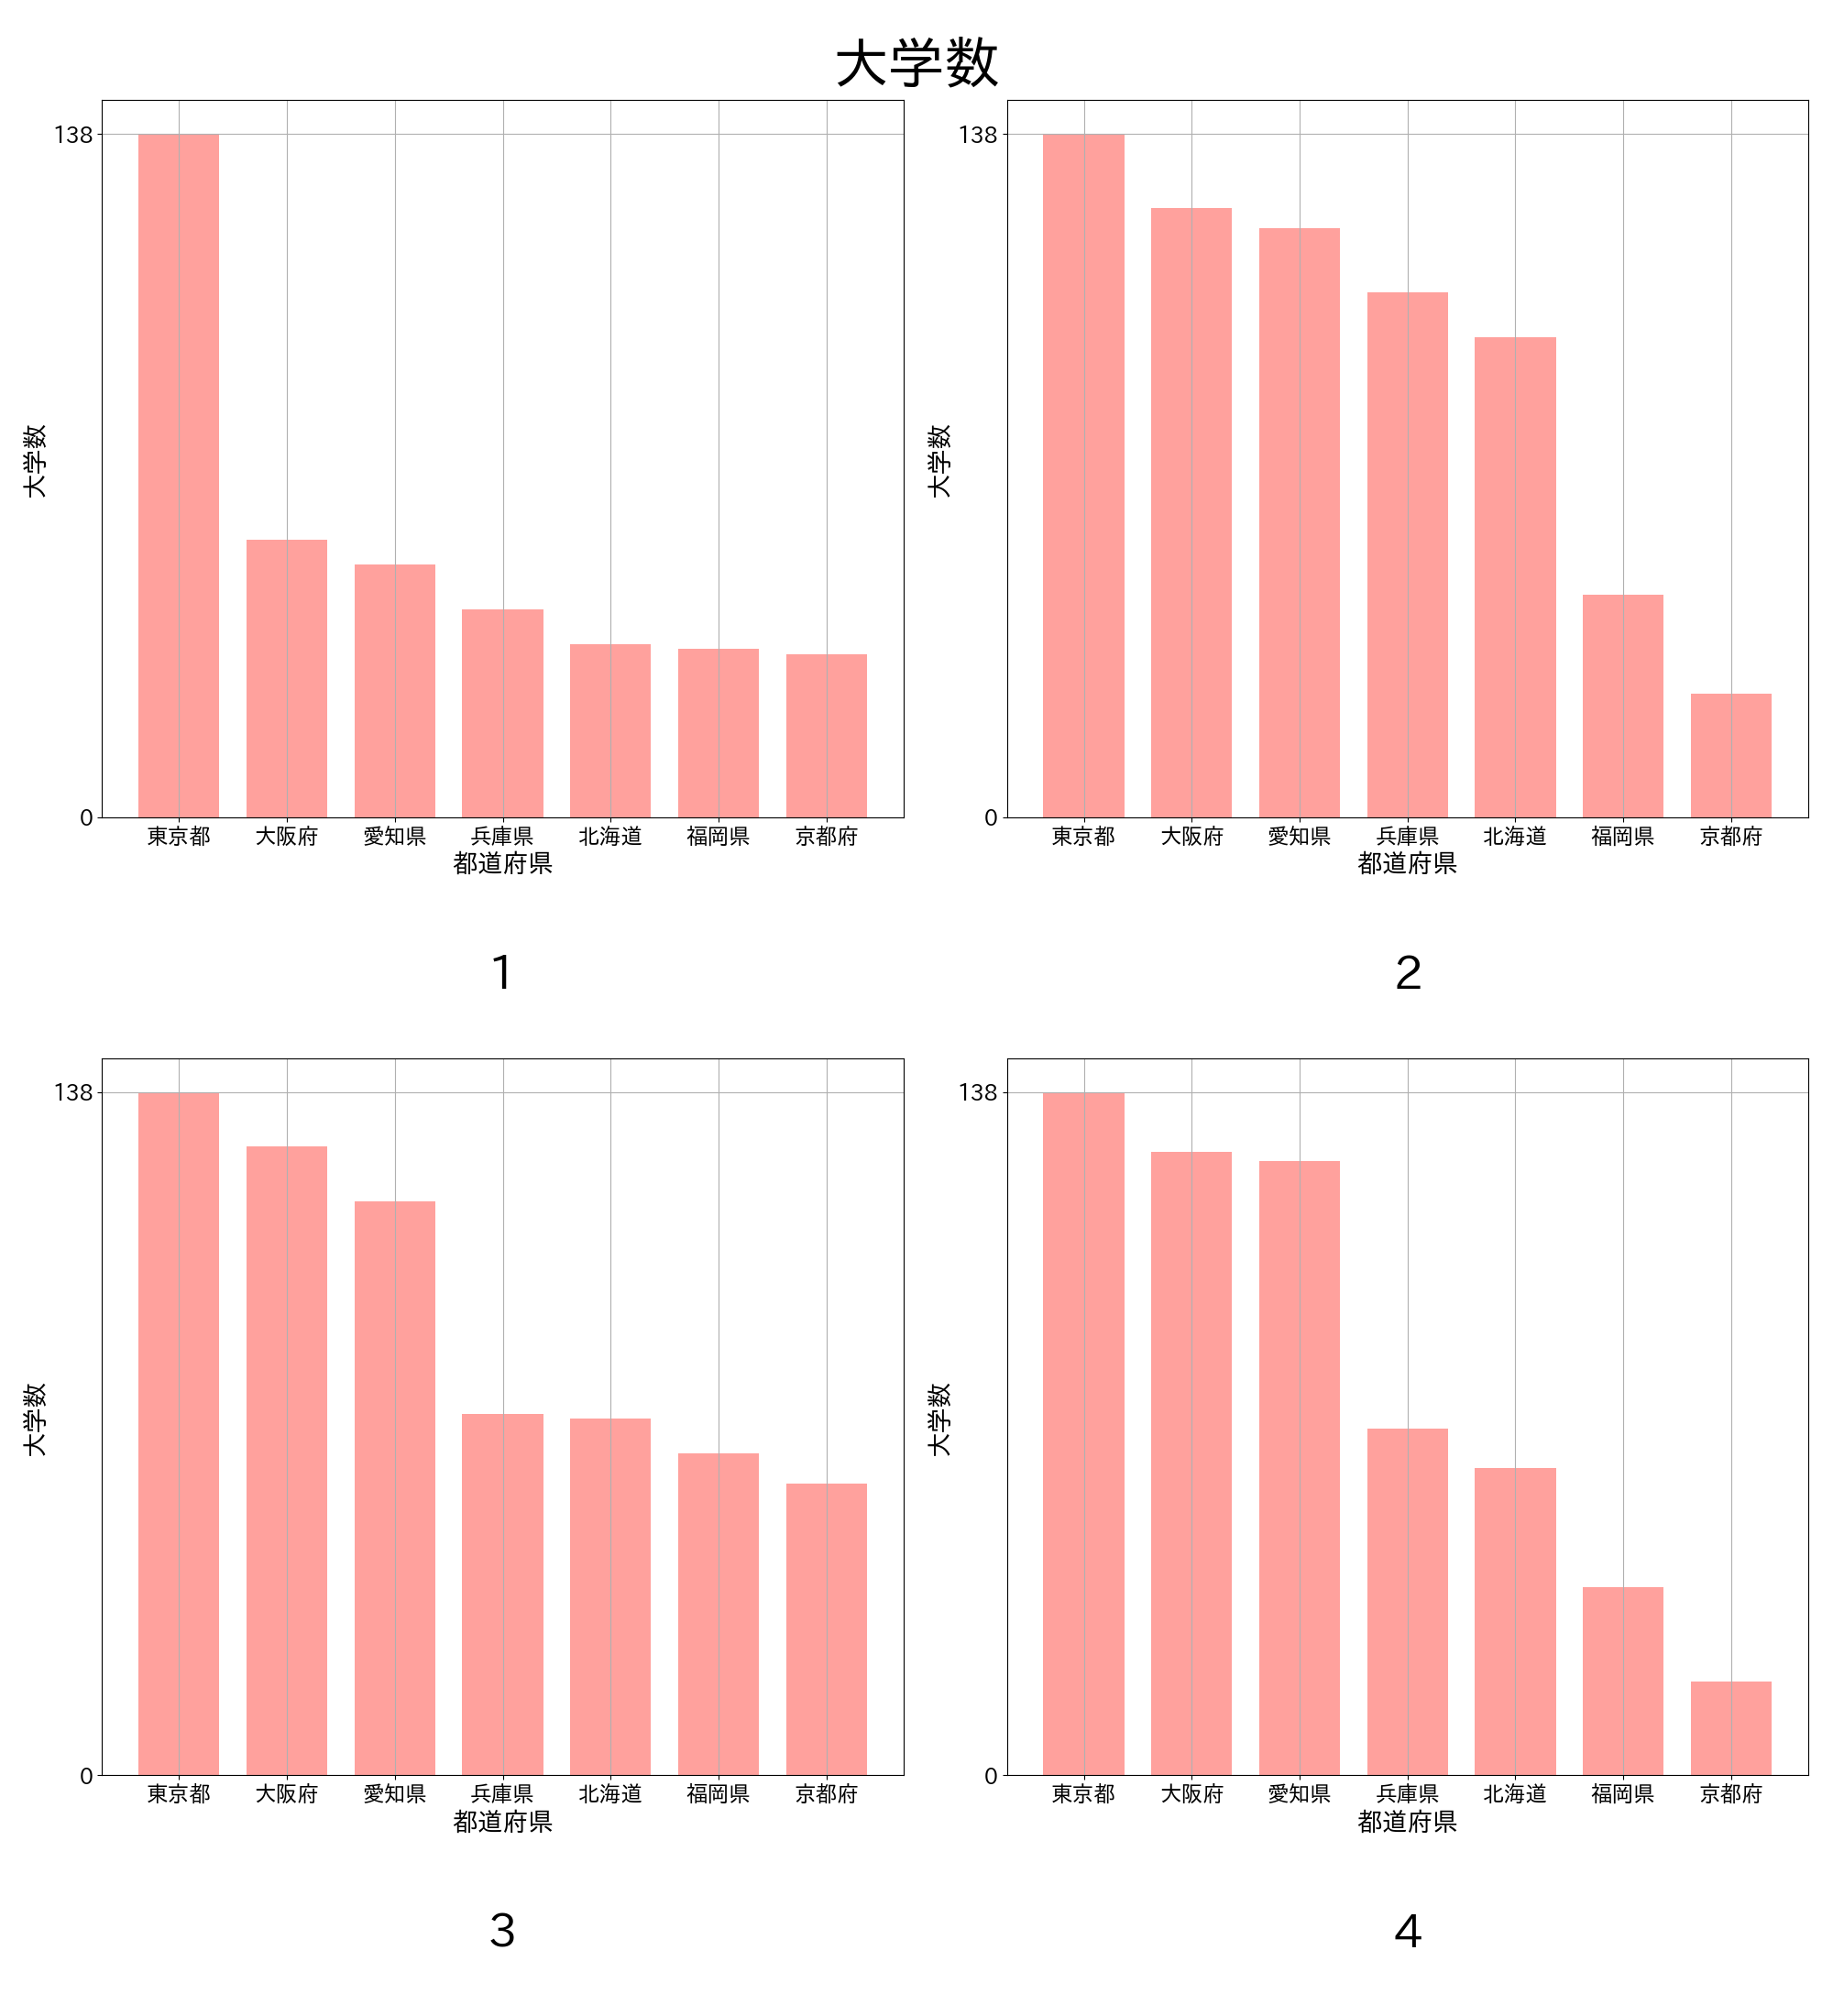 大学数
138
0
大学数
東京都 大阪府 愛知県 兵庫県 北海道 福岡県 京都府
都道府県
1
138
0
大学数
東京都 大阪府 愛知県 兵庫県 北海道 福岡県 京都府
都道府県
2
138
0
大学数
東京都 大阪府 愛知県 兵庫県 北海道 福岡県 京都府
都道府県
3
138
0
大学数
東京都 大阪府 愛知県 兵庫県 北海道 福岡県 京都府
都道府県
4